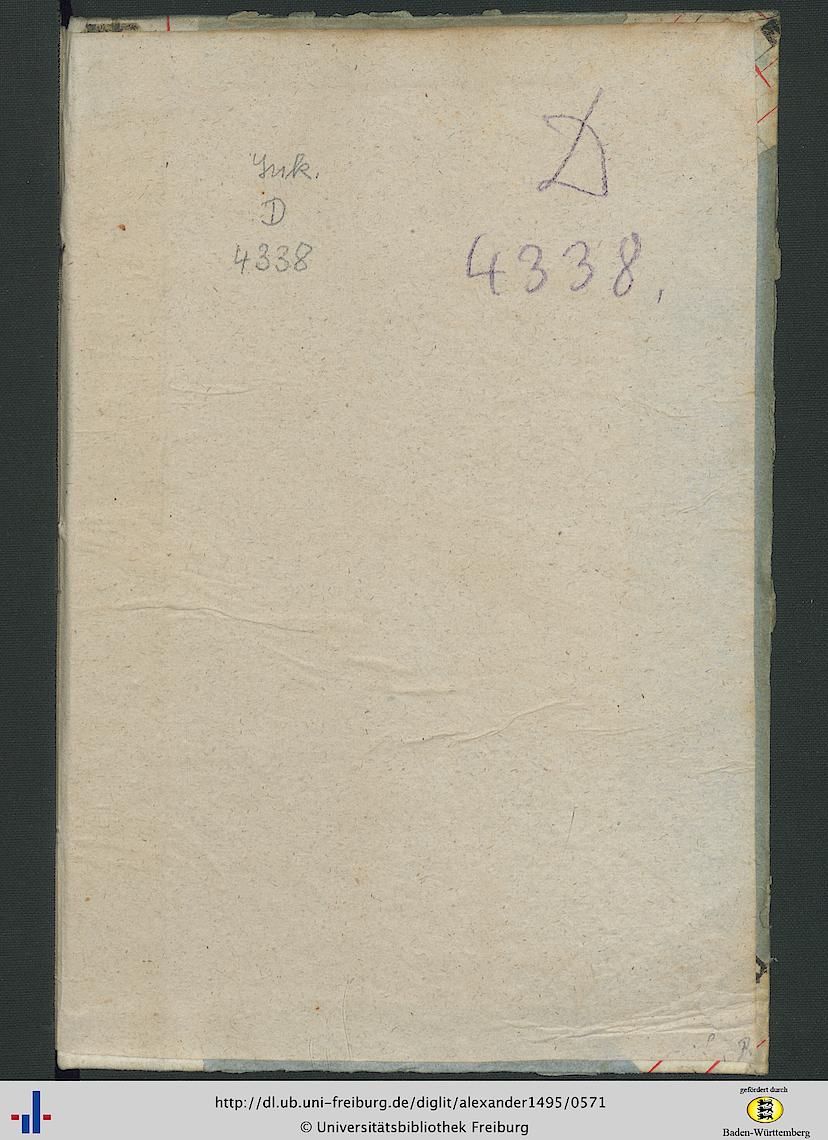 Ink.
D
4338
D
4338,
http://dl.ub.uni-freiburg.de/diglit/alexander1495/0571
© Universitätsbibliothek Freiburg
gefördert durch
Baden-Württemberg